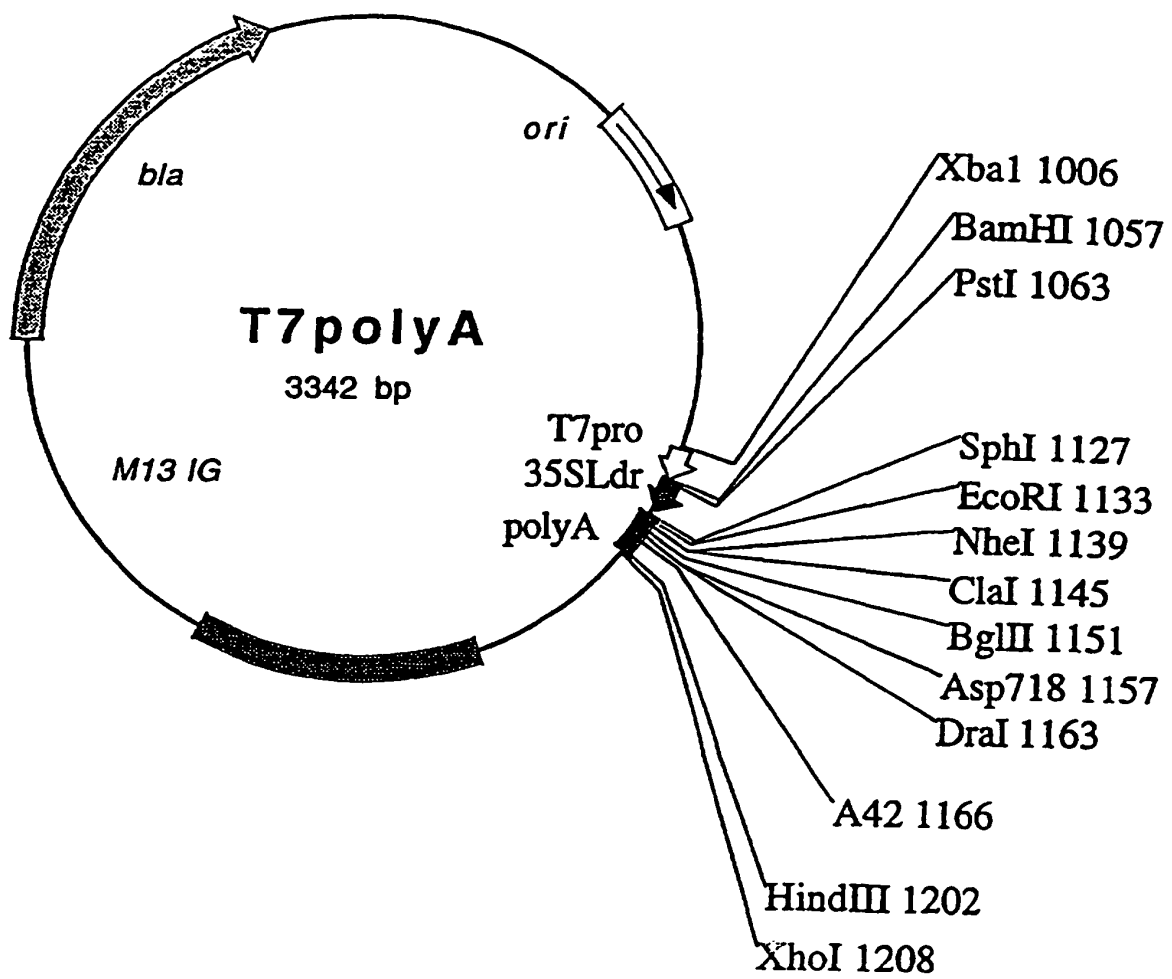 ori
bla
Xba1 1006
BamHI 1057
PstI 1063
T7polyA
3342 bp
T7pro
35SLdr
polyA
M13 IG
SphI 1127
EcoRI 1133
NheI 1139
ClaI 1145
BglII 1151
Asp718 1157
DraI 1163
A42 1166
HindIII 1202
XhoI 1208